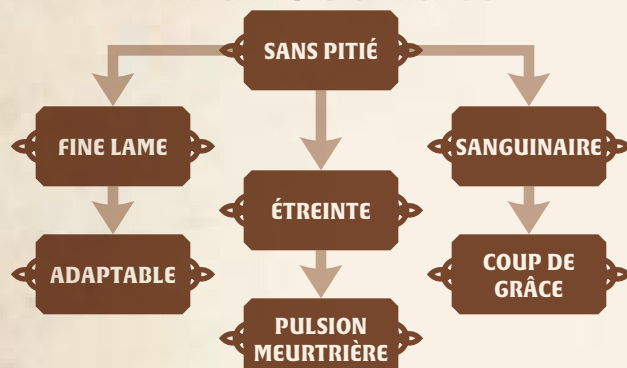 SANS PITIÉ
FINE LAME
SANGUINAIRE
ÉTREINTE
ADAPTABLE
COUP DE
GRÂCE
PULSION
MEURTRIÈRE